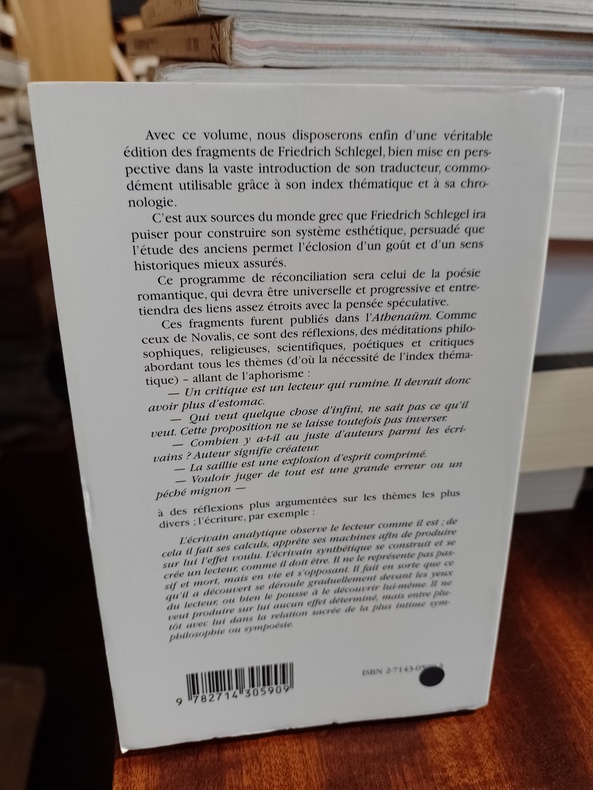 Avec ce volume, nous disposerons enfin d'une véritable
édition des fragments de Friedrich Schlegel, bien mise en pers-
pective dans la vaste introduction de son traducteur, commo-
dément utilisable grâce à son index thématique et à sa chro-
nologie.
C'est aux sources du monde grec que Friedrich Schlegel ira
puiser pour construire son système esthétique, persuadé que
l'étude des anciens permet l'éclosion d'un goût et d'un sens
historiques mieux assurés.
Ce programme de réconciliation sera celui de la poésie
romantique, qui devra être universelle et progressive et entre-
tiendra des liens assez étroits avec la pensée spéculative.
Ces fragments furent publiés dans l'Athenaüm. Comme
ceux de Novalis, ce sont des réflexions, des méditations philo-
sophiques, religieuses, scientifiques, poétiques et critiques
abordant tous les thèmes (d'où la nécessité de l'index théma-
tique) – allant de l'aphorisme :
— Un critique est un lecteur qui rumine. Il devrait donc
avoir plus d'estomac.
— Qui veut quelque chose d'infini, ne sait pas ce qu'il
veut. Cette proposition ne se laisse toutefois pas inverser.
— Combien y a-t-il au juste d'auteurs parmi les écri-
vains ? Auteur signifie créateur.
— La saillie est une explosion d'esprit comprimé.
— Vouloir juger de tout est une grande erreur ou un
péché mignon —
à des réflexions plus argumentées sur les thèmes les plus
divers ; l'écriture, par exemple :
L'écrivain analytique observe le lecteur comme il est ; de
cela il fait ses calculs, apprête ses machines afin de produire
sur lui l'effet voulu. L'écrivain synthétique se construit et se
crée un lecteur, comme il doit être. Il ne le représente pas pas-
sif et mort, mais en vie et s'opposant. Il fait en sorte que ce
qu'il a découvert se déroule graduellement devant les yeux
du lecteur, ou bien le pousse à le découvrir lui-même. Il ne
veut produire sur lui aucun effet déterminé, mais entre plu-
tôt avec lui dans la relation sacrée de la plus intime sym-
philosophie ou sympoésie.
ISBN 2-7143-05
9 782714 305909